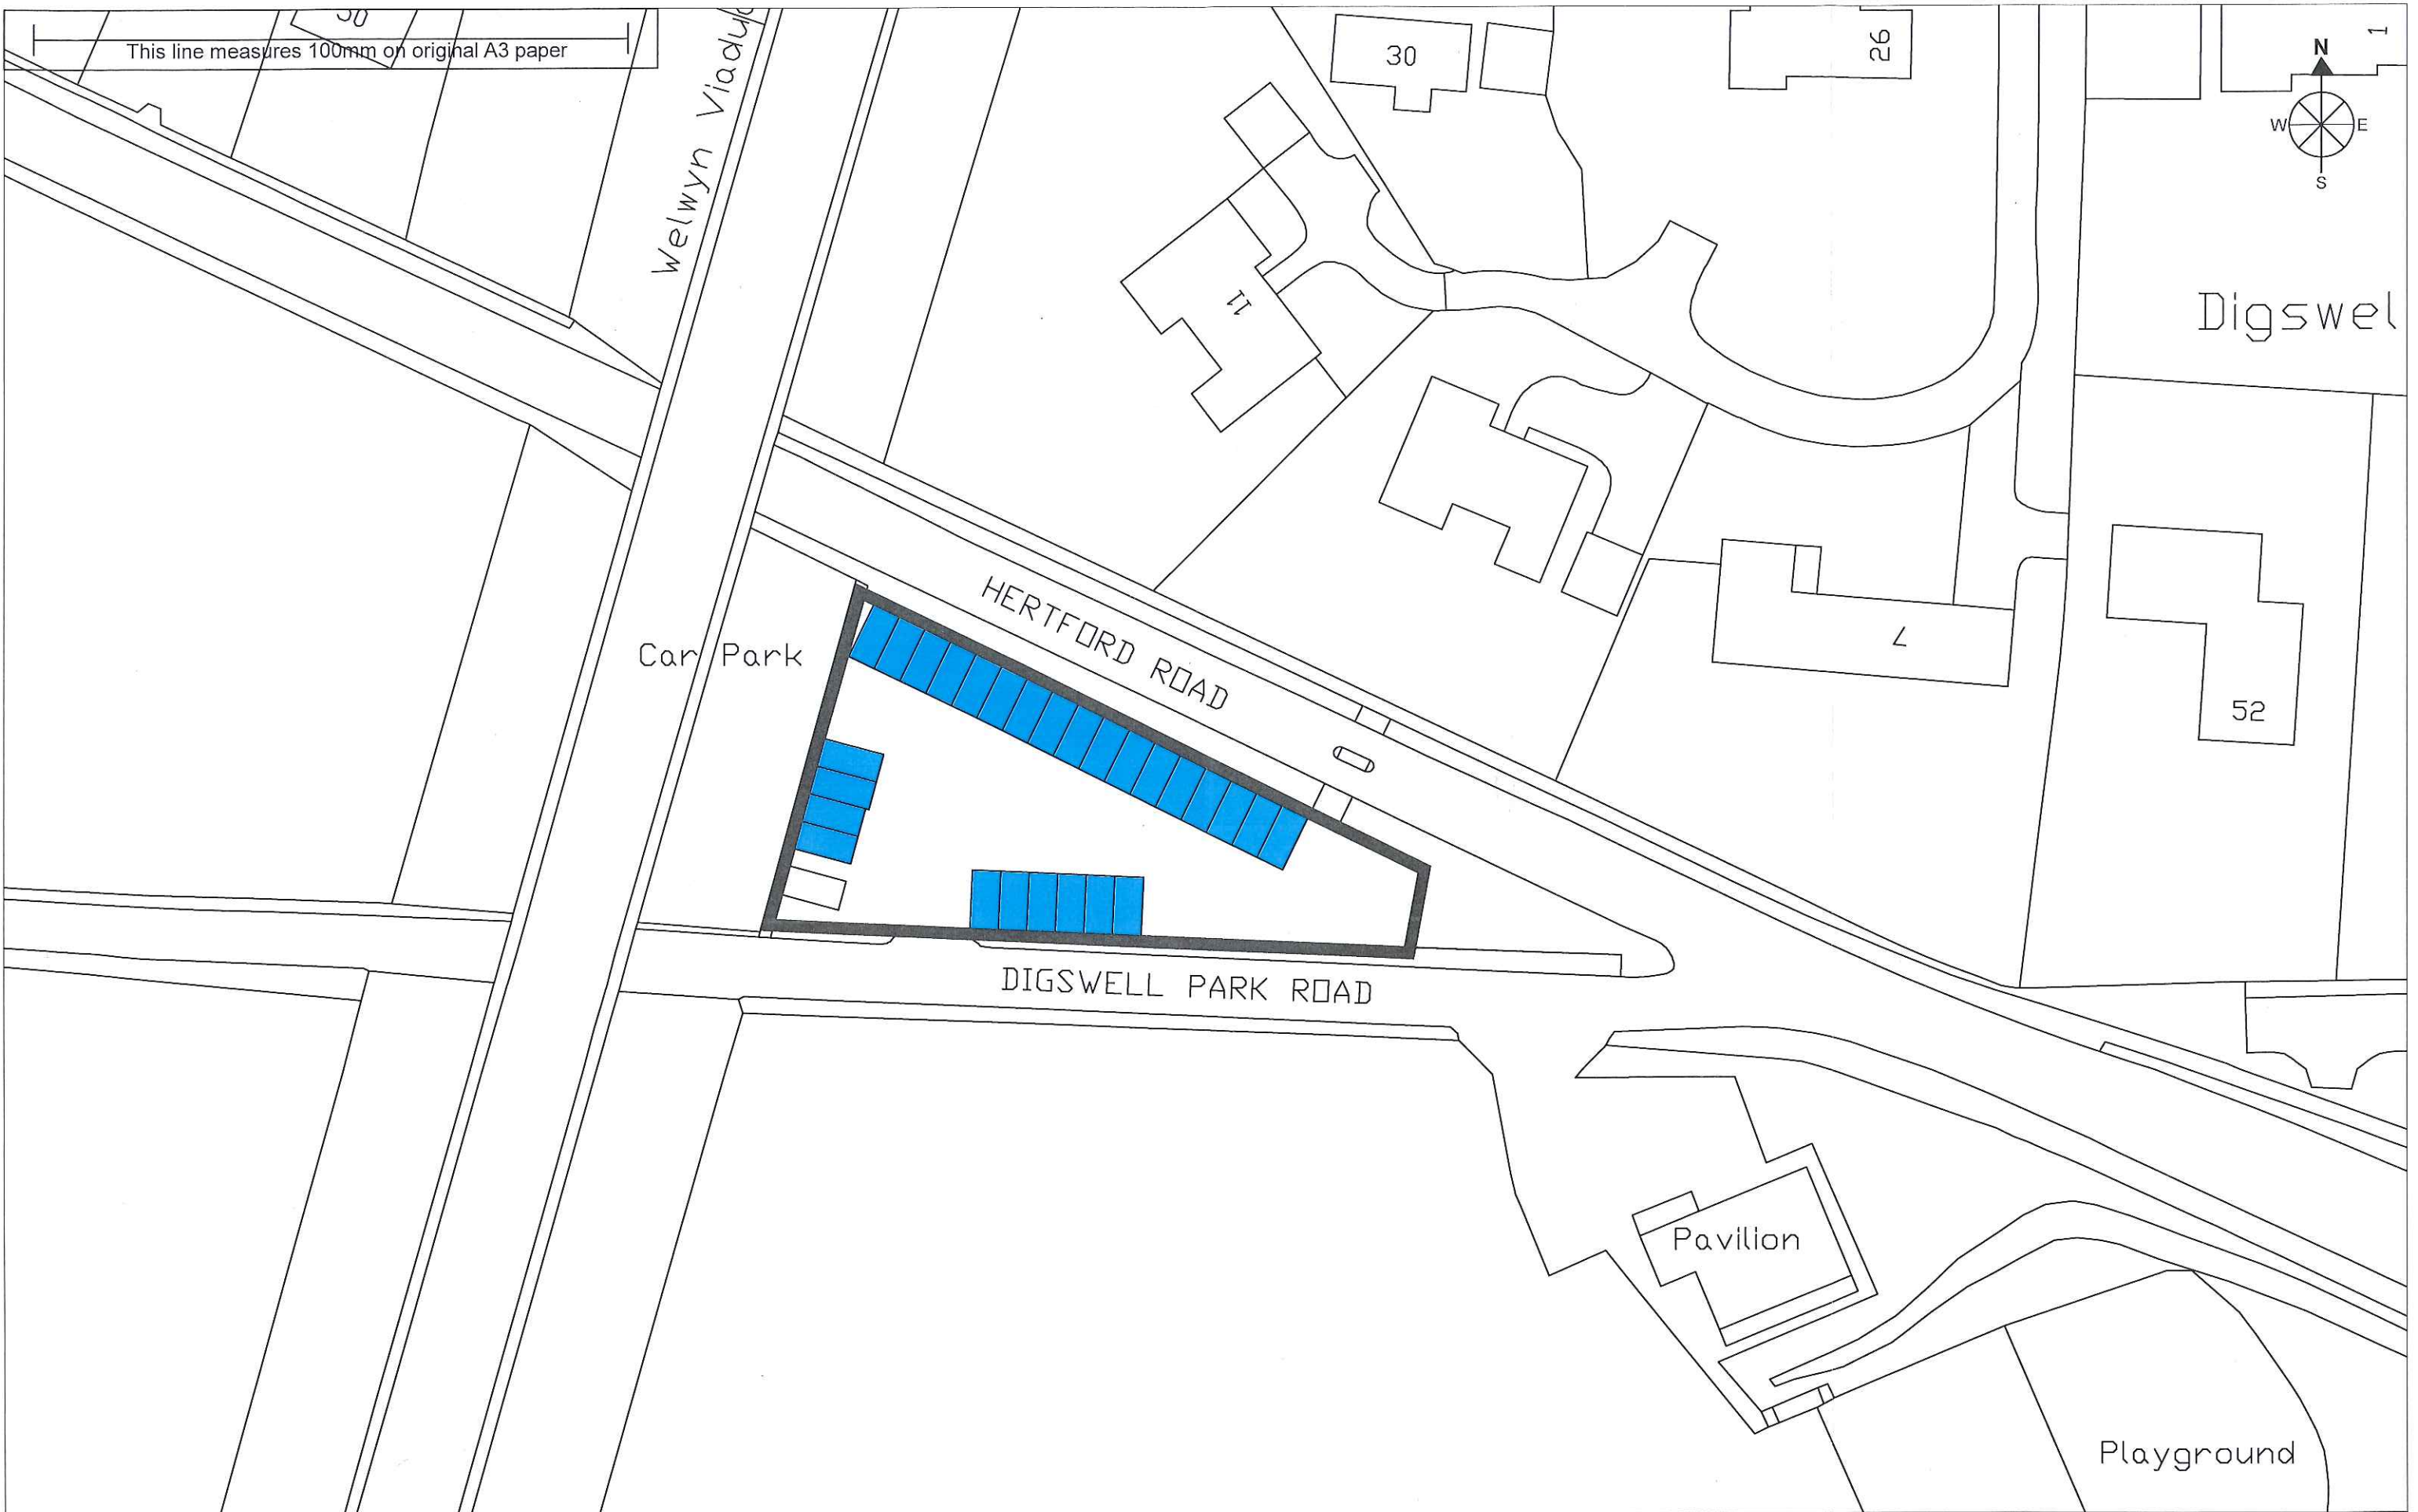 This line measures 100mm on original A3 paper
30
26
1
N
W E
S
Welwyn Viaduc
11
Digswel
HERTFORD ROAD
Car Park
7
52
DIGSWELL PARK ROAD
Pavilion
Playground